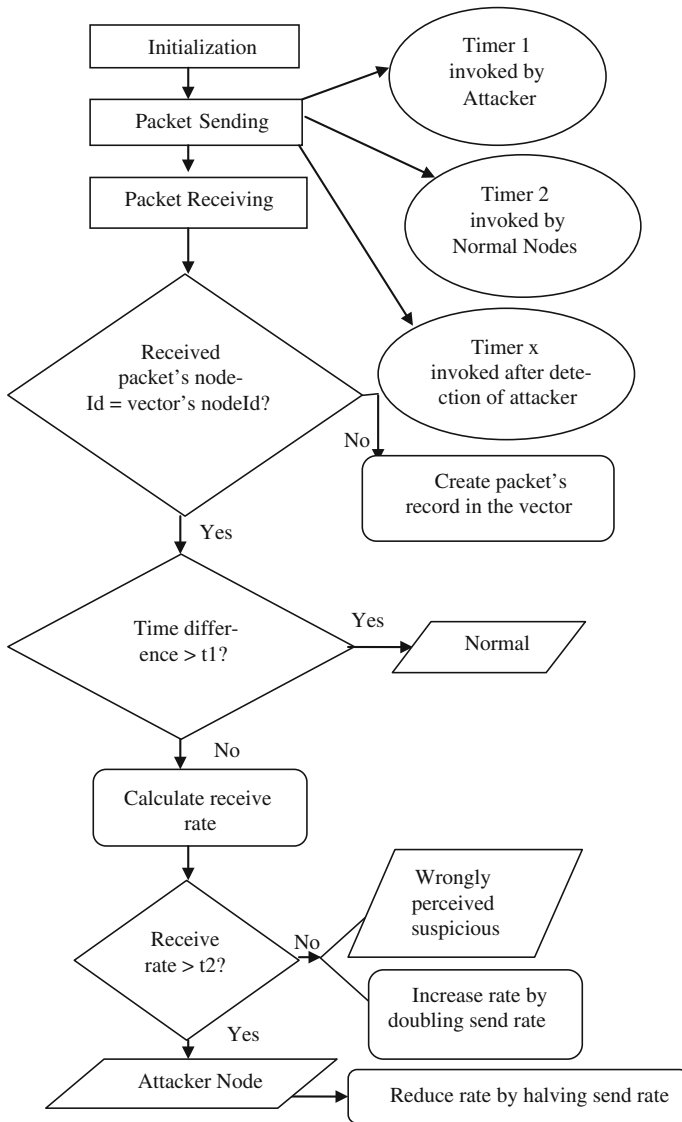 Initialization
Timer 1
invoked by
Attacker
Packet Sending
Packet Receiving
Timer 2
invoked by
Normal Nodes
Received
packet's node-
Id = vector's nodeId?
Timer x
invoked after dete-
ction of attacker
No
Create packet's
record in the vector
Yes
Time differ-
ence > t1?
Yes
Normal
No
Calculate receive
rate
Wrongly
perceived
suspicious
Receive
rate > t2?
No
Increase rate by
doubling send rate
Yes
Attacker Node
Reduce rate by halving send rate